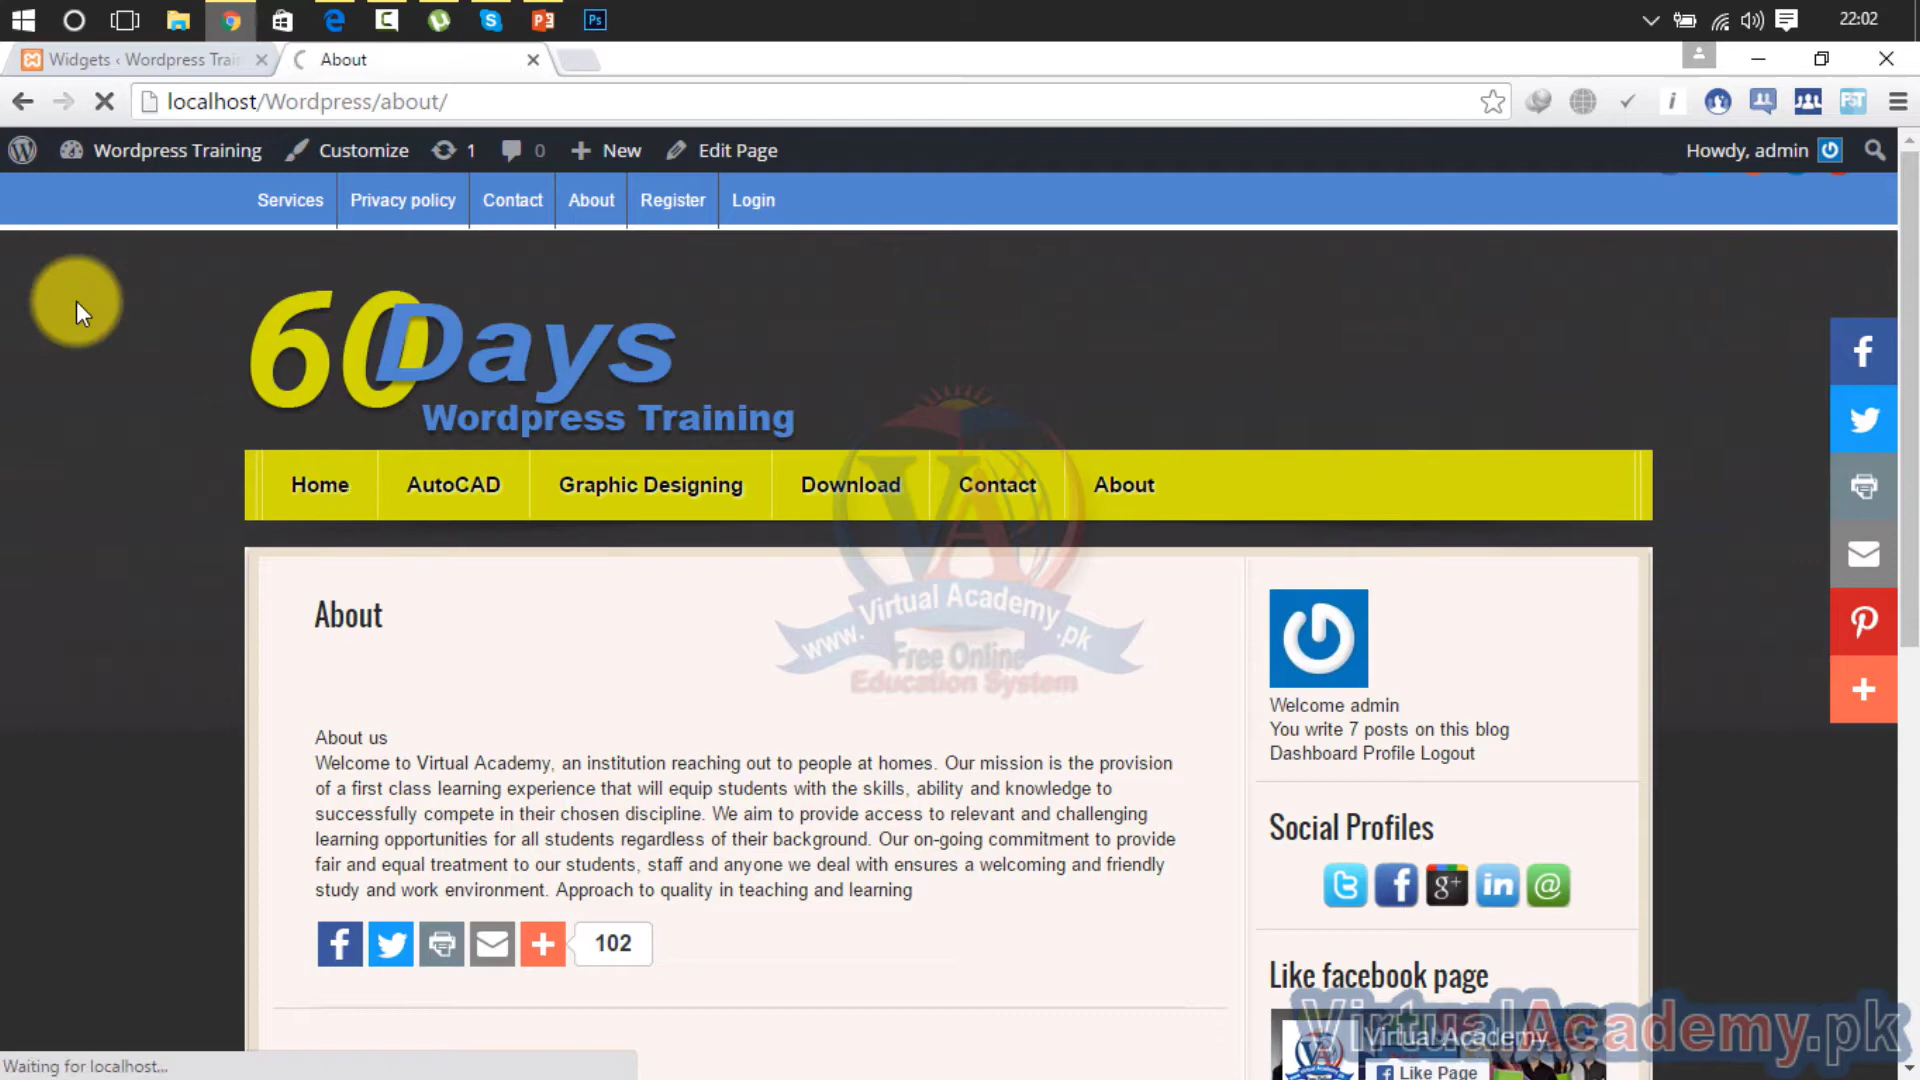 22:02
Widgets ‹ Wordpress Trai
About
localhost/Wordpress/about/
Wordpress Training
Customize
1
0
New
Edit Page
Howdy, admin
Services
Privacy policy
Contact
About
Register
Login
60 Days
Wordpress Training
Home
AutoCAD
Graphic Designing
Download
Contact
About
VA
www.Virtual Academy.pk
Free Online
Education System
About
About us
Welcome to Virtual Academy, an institution reaching out to people at homes. Our mission is the provision
of a first class learning experience that will equip students with the skills, ability and knowledge to
successfully compete in their chosen discipline. We aim to provide access to relevant and challenging
learning opportunities for all students regardless of their background. Our on-going commitment to provide
fair and equal treatment to our students, staff and anyone we deal with ensures a welcoming and friendly
study and work environment. Approach to quality in teaching and learning
102
Welcome admin
You write 7 posts on this blog
Dashboard Profile Logout
Social Profiles
Like facebook page
Virtual Academy
Like Page
VirtualAcademy.pk
Waiting for localhost...